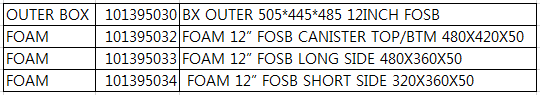 OUTER BOX 101395030 BX OUTER 505*445*485 12INCH FOSB
FOAM 101395032 FOAM 12” FOSB CANISTER TOP/BTM 480X420X50
FOAM 101395033 FOAM 12” FOSB LONG SIDE 480X360X50
FOAM 101395034 FOAM 12” FOSB SHORT SIDE 320X360X50